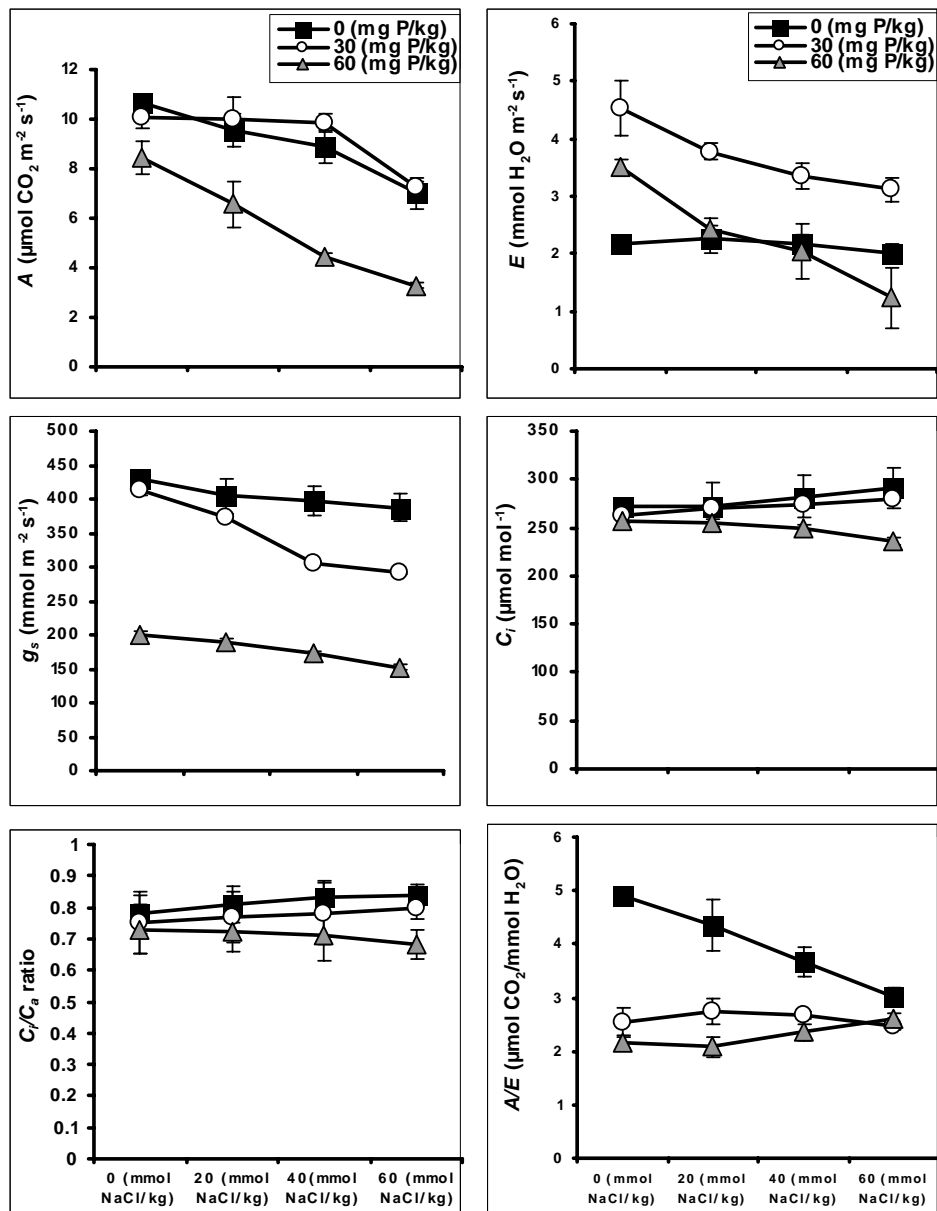 0 (mg P/kg)
30 (mg P/kg)
60 (mg P/kg)
12
10
8
6
4
2
0
A (µmol CO2 m-2 s-1)
0 (mg P/kg)
30 (mg P/kg)
60 (mg P/kg)
6
5
4
3
2
1
0
E (mmol H2O m-2 s-1)
500
450
400
350
300
250
200
150
100
50
0
gs (mmol m-2 s-1)
350
300
250
200
150
100
50
0
Ci (µmol mol-1)
1
0.9
0.8
0.7
0.6
0.5
0.4
0.3
0.2
0.1
0
Ci/Ca ratio
0 (mmol
NaCl/kg)
20 (mmol
NaCl/kg)
40(mmol
NaCl/kg)
60 (mmol
NaCl/kg)
6
5
4
3
2
1
0
A/E (µmol CO2/mmol H2O)
0 (mmol
NaCl/kg)
20 (mmol
NaCl/kg)
40 (mmol
NaCl/kg)
60 (mmol
NaCl/kg)